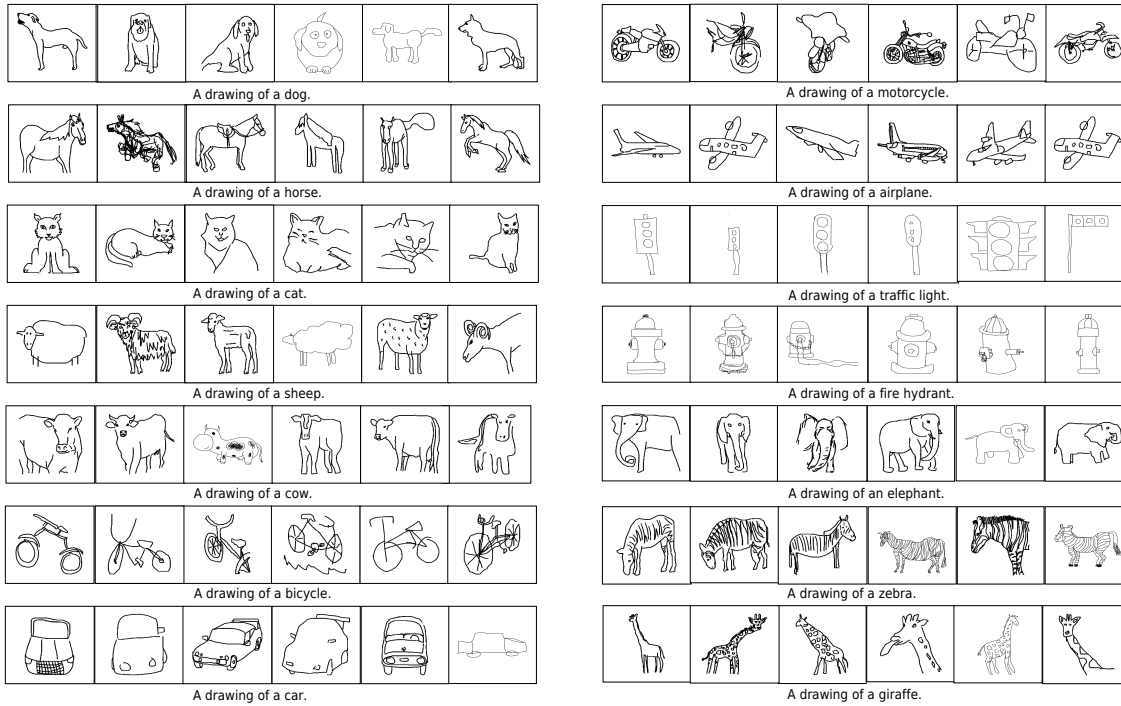 A drawing of a dog.
A drawing of a horse.
A drawing of a cat.
A drawing of a sheep.
A drawing of a cow.
A drawing of a bicycle.
A drawing of a car.
A drawing of a motorcycle.
A drawing of a airplane.
A drawing of a traffic light.
A drawing of a fire hydrant.
A drawing of an elephant.
A drawing of a zebra.
A drawing of a giraffe.